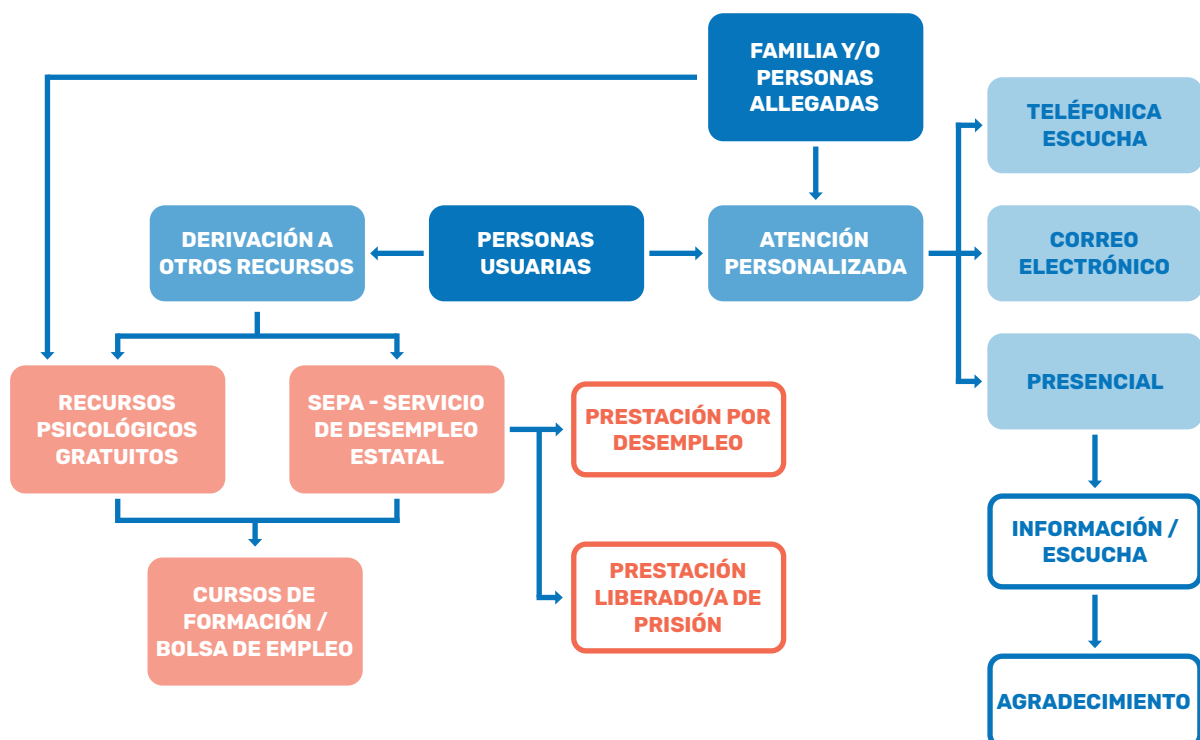 FAMILIA Y/O
PERSONAS
ALLEGADAS
TELÉFONICA
ESCUCHA
DERIVACIÓN A
OTROS RECURSOS
PERSONAS
USUARIAS
ATENCIÓN
PERSONALIZADA
CORREO
ELECTRÓNICO
RECURSOS
PSICOLÓGICOS
GRATUITOS
SEPA - SERVICIO
DE DESEMPLEO
ESTATAL
PRESTACIÓN POR
DESEMPLEO
PRESENCIAL
CURSOS DE
FORMACIÓN /
BOLSA DE EMPLEO
PRESTACIÓN
LIBERADO/A DE
PRISIÓN
INFORMACIÓN /
ESCUCHA
AGRADECIMIENTO